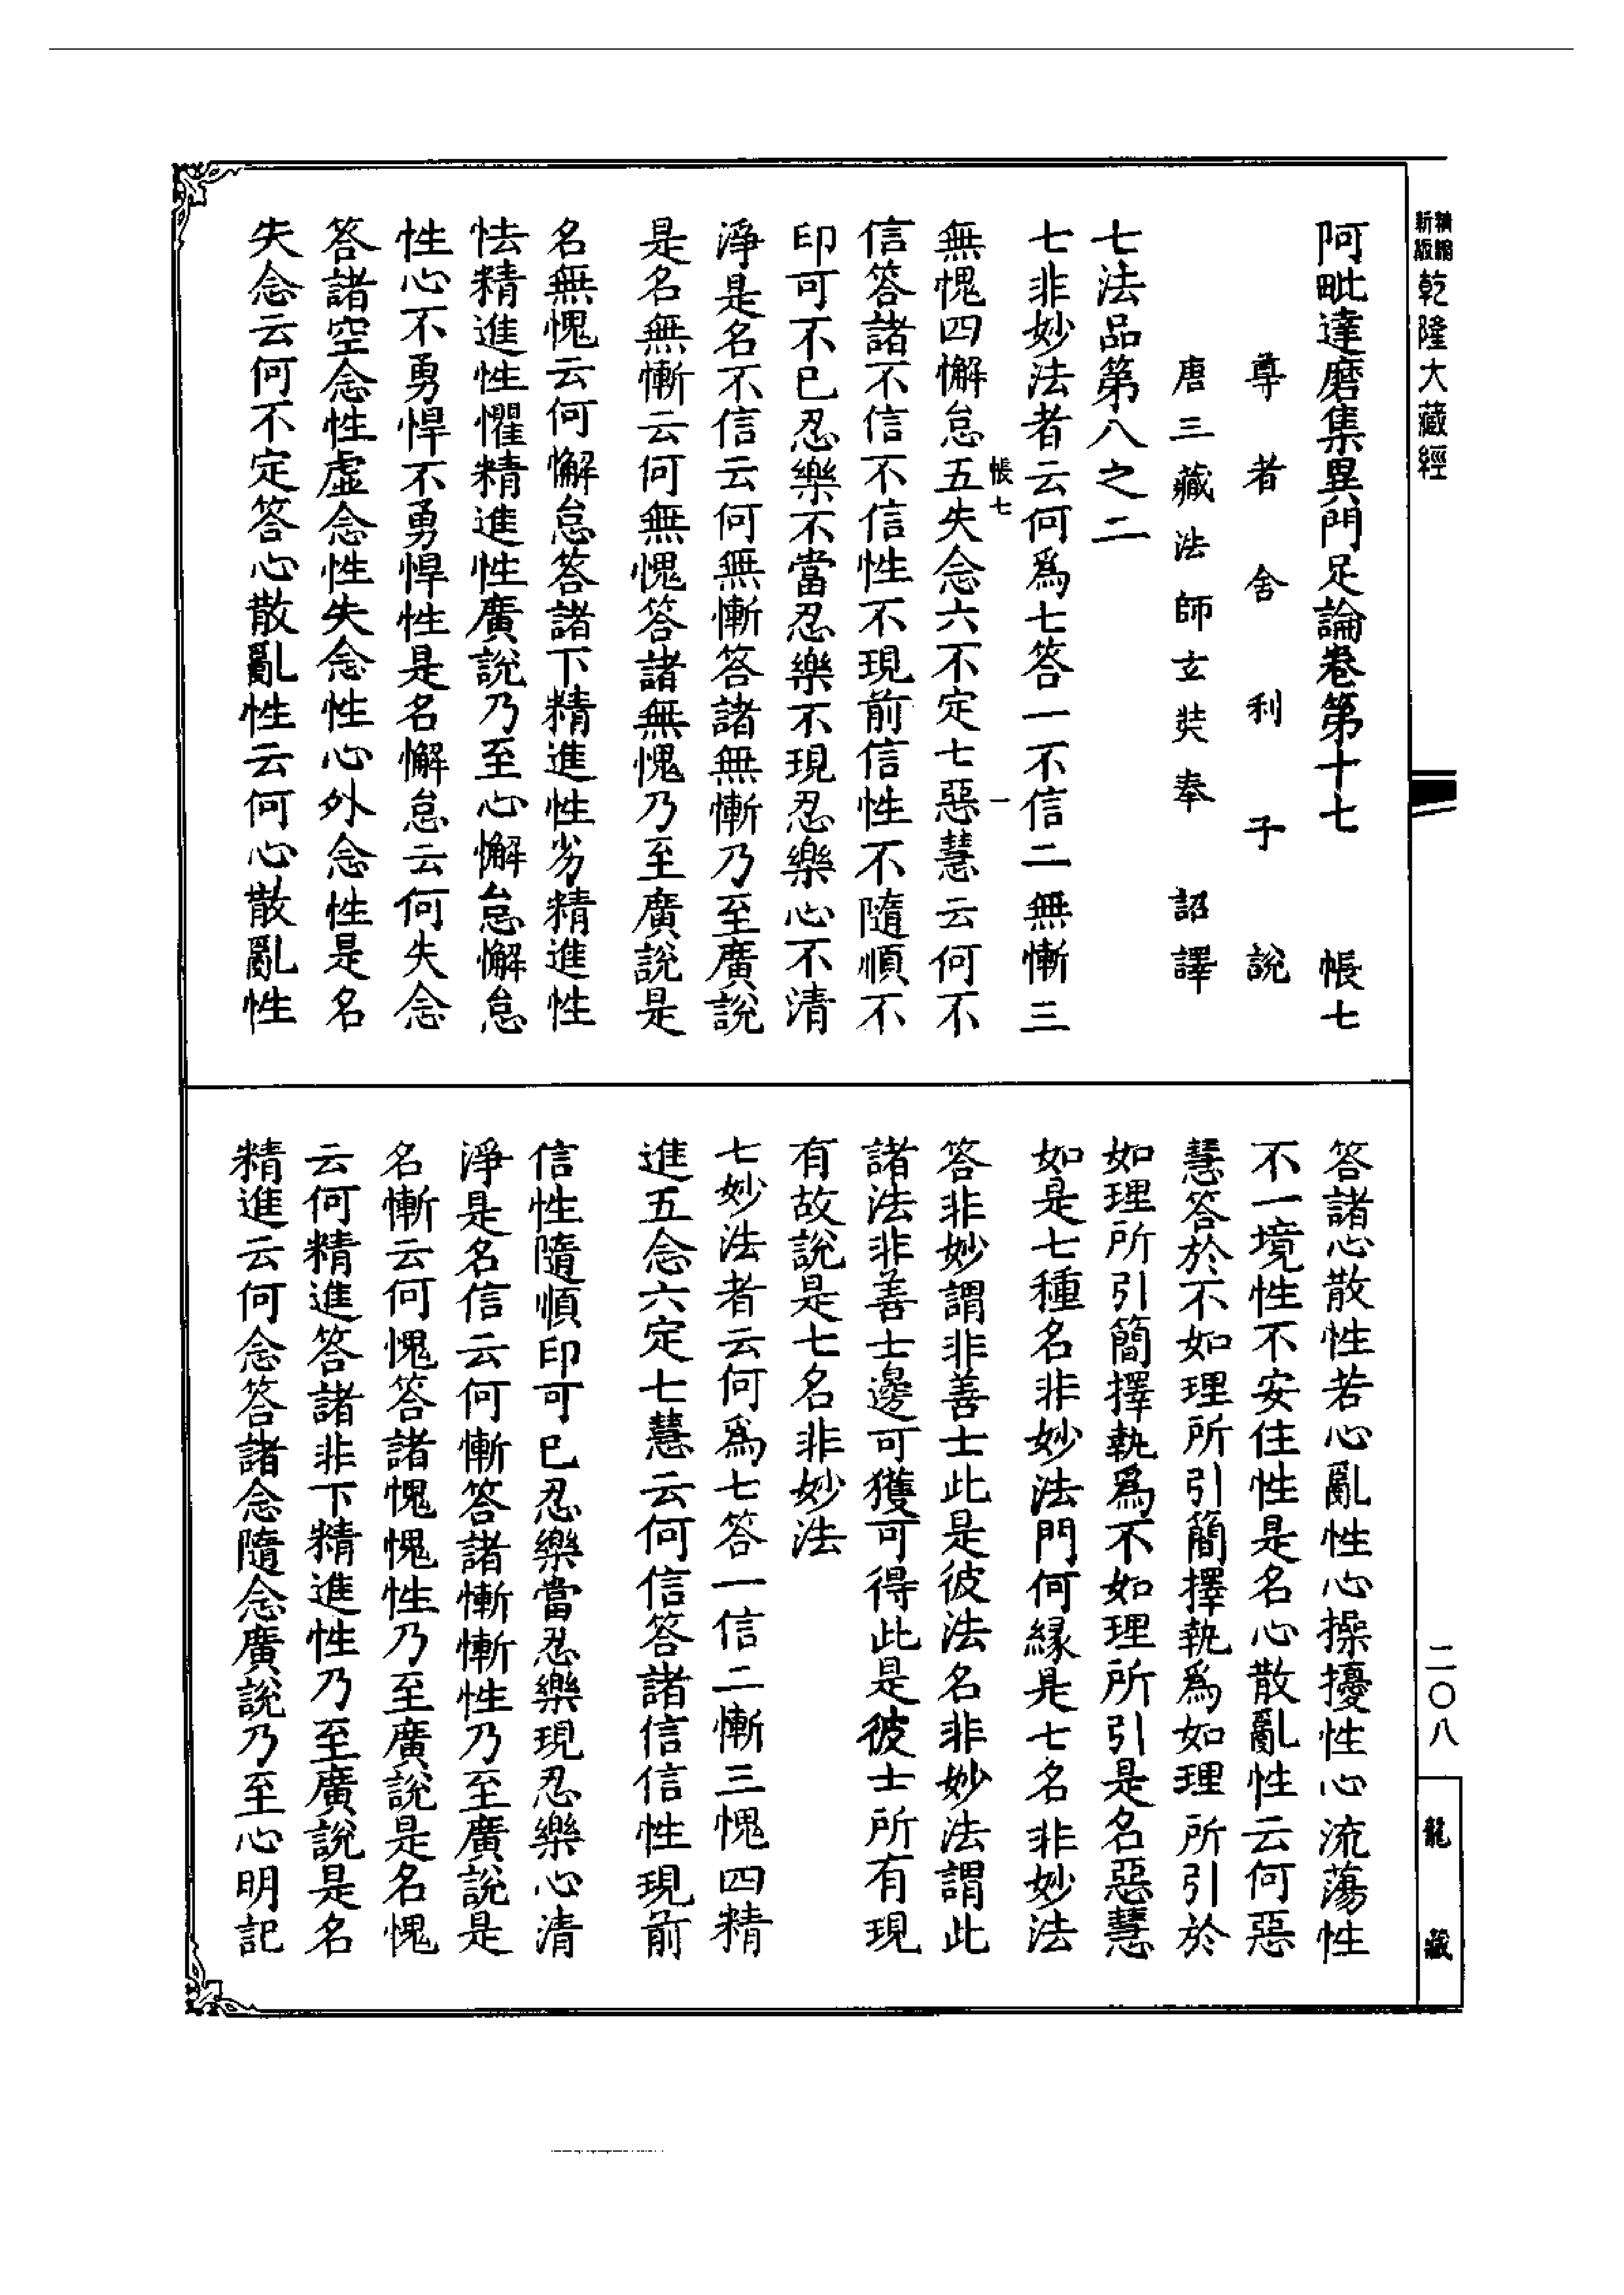 新版精縮乾隆大藏經
二〇八
龍藏
阿毗達磨集異門足論卷第十七　帳七
尊者舍利子說
唐三藏法師玄奘奉　詔譯
七法品第八之二
七非妙法者云何爲七答一不信二無慚三
帳七　一
無愧四懈怠五失念六不定七惡慧云何不
信答諸不信不信性不現前信性不隨順不
印可不已忍樂不當忍樂不現忍樂心不清
淨是名不信云何無慚答諸無慚乃至廣說
是名無慚云何無愧答諸無愧乃至廣說是
名無愧云何懈怠答諸下精進性劣精進性
怯精進性懼精進性廣說乃至心懈怠懈怠
性心不勇悍不勇悍性是名懈怠云何失念
答諸空念性虛念性失念性心外念性是名
失念云何不定答心散亂性云何心散亂性
答諸心散性若心亂性心操擾性心流蕩性
不一境性不安住性是名心散亂性云何惡
慧答於不如理所引簡擇執爲如理所引於
如理所引簡擇執爲不如理所引是名惡慧
如是七種名非妙法門何緣是七名非妙法
答非妙謂非善士此是彼法名非妙法謂此
諸法非善士邊可獲可得此是彼士所有現
有故說是七名非妙法
七妙法者云何爲七答一信二慚三愧四精
進五念六定七慧云何信答諸信信性現前
信性隨順印可已忍樂當忍樂現忍樂心清
淨是名信云何慚答諸慚慚性乃至廣說是
名慚云何愧答諸愧愧性乃至廣說是名愧
云何精進答諸非下精進性乃至廣說是名
精進云何念答諸念隨念廣說乃至心明記